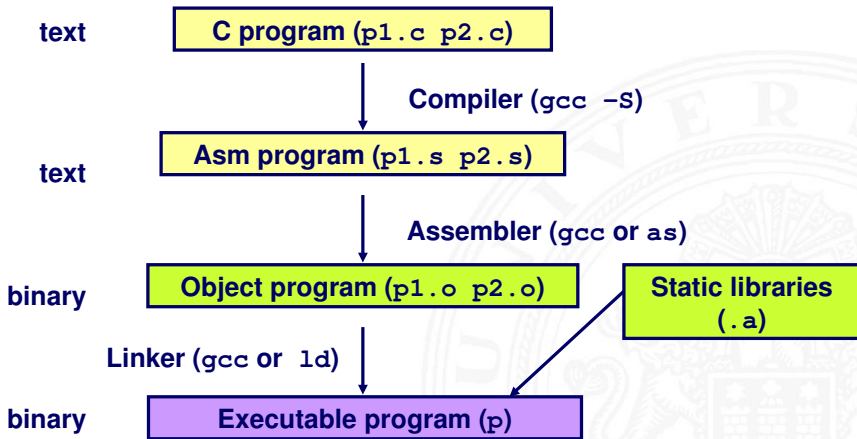 text
C program (p1.c p2.c)
Compiler (gcc –S)
text
Asm program (p1.s p2.s)
Assembler (gcc or as)
binary
Object program (p1.o p2.o)
Static libraries
(.a)
Linker (gcc or ld)
binary
Executable program (p)
U N I V E R